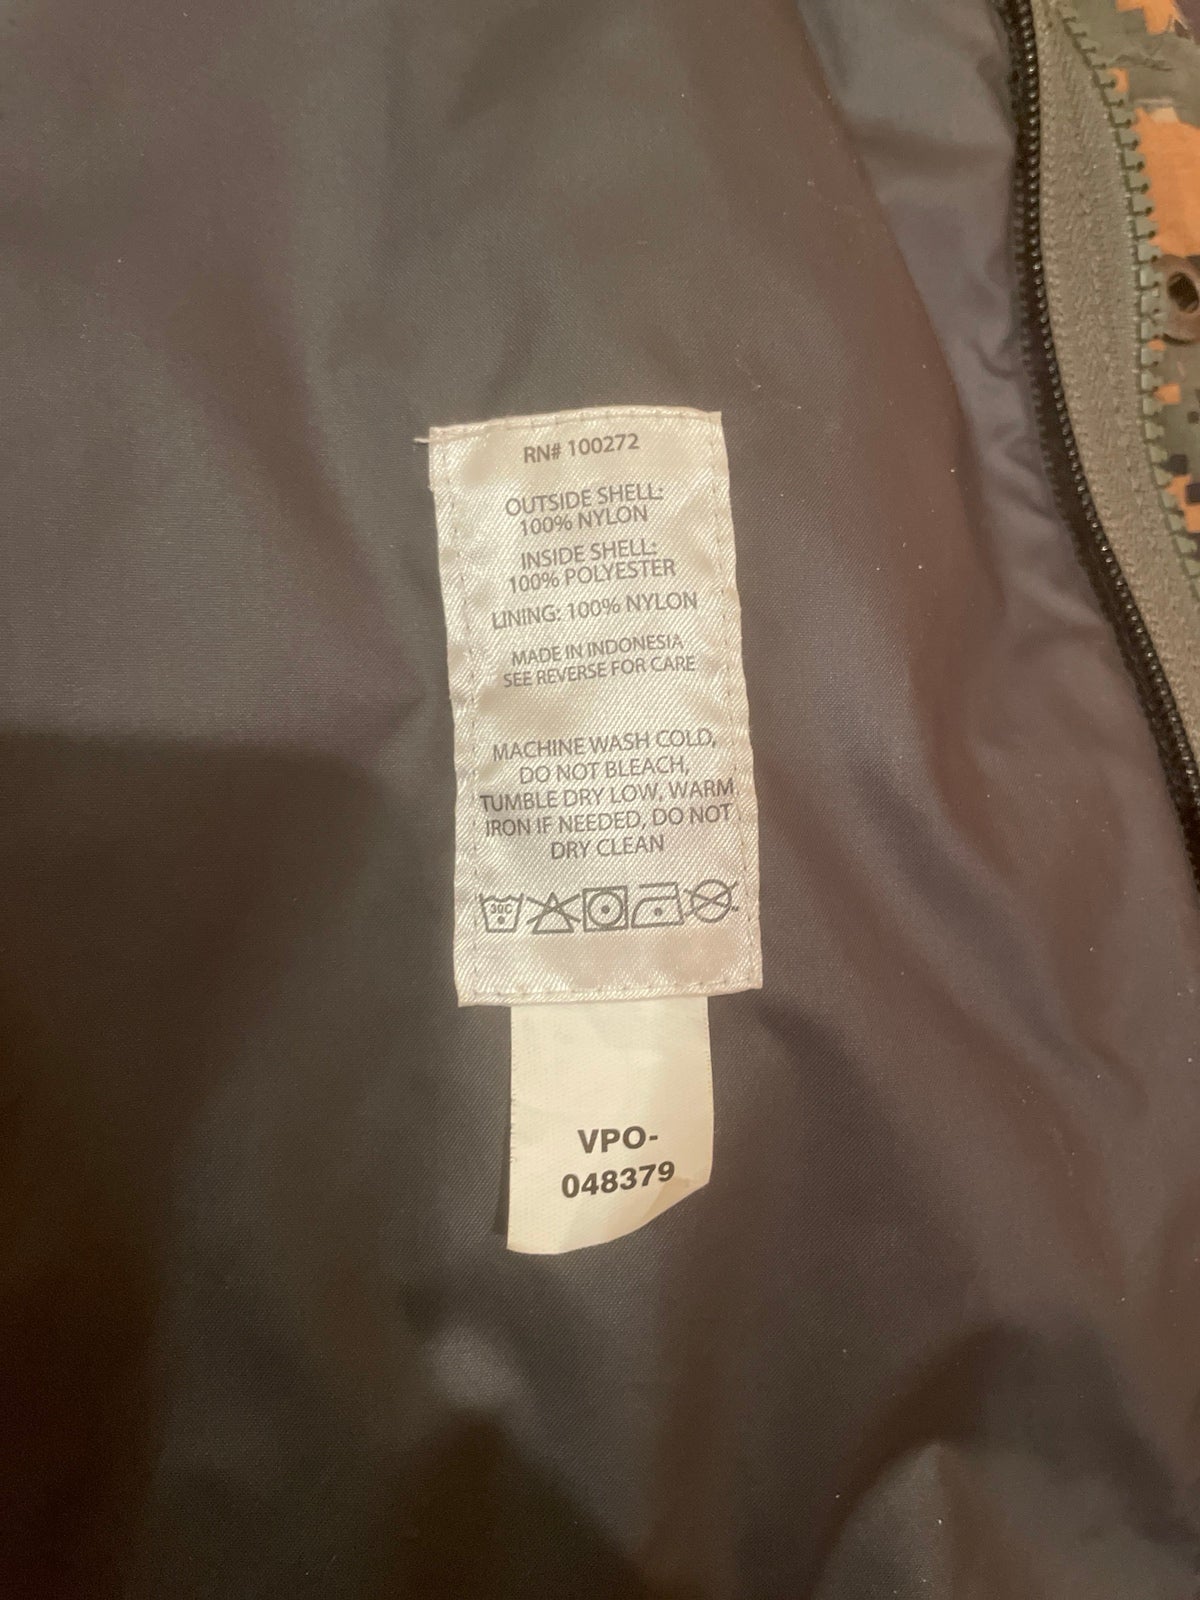 RN# 100272
OUTSIDE SHELL:
100% NYLON
INSIDE SHELL:
100% POLYESTER
LINING: 100% NYLON
MADE IN INDONESIA
SEE REVERSE FOR CARE
MACHINE WASH COLD,
DO NOT BLEACH,
TUMBLE DRY LOW, WARM
IRON IF NEEDED, DO NOT
DRY CLEAN
30C
VPO-
048379